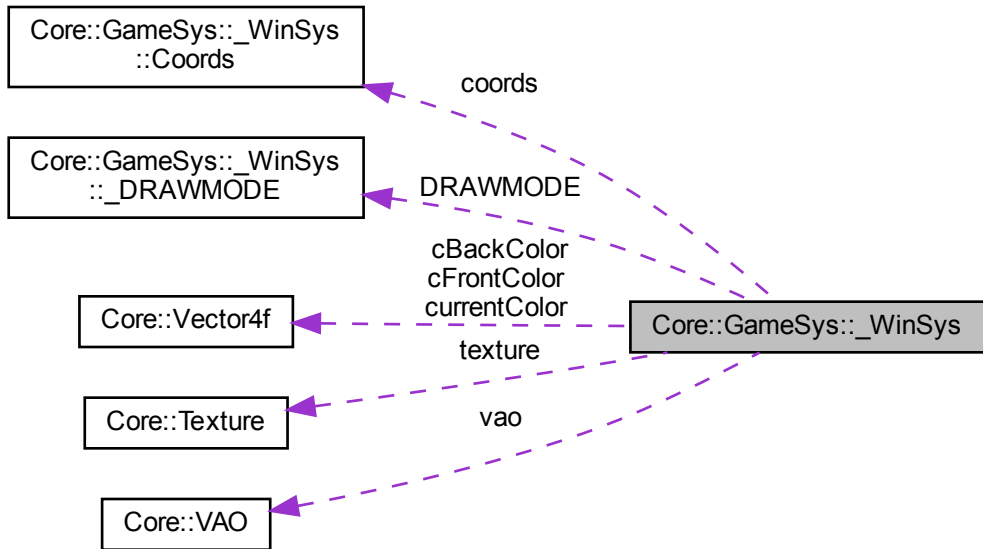 Core::GameSys::_WinSys
::Coords
coords
Core::GameSys::_WinSys
::_DRAWMODE
DRAWMODE
cBackColor
cFrontColor
currentColor
Core::Vector4f
Core::GameSys::_WinSys
texture
Core::Texture
vao
Core::VAO